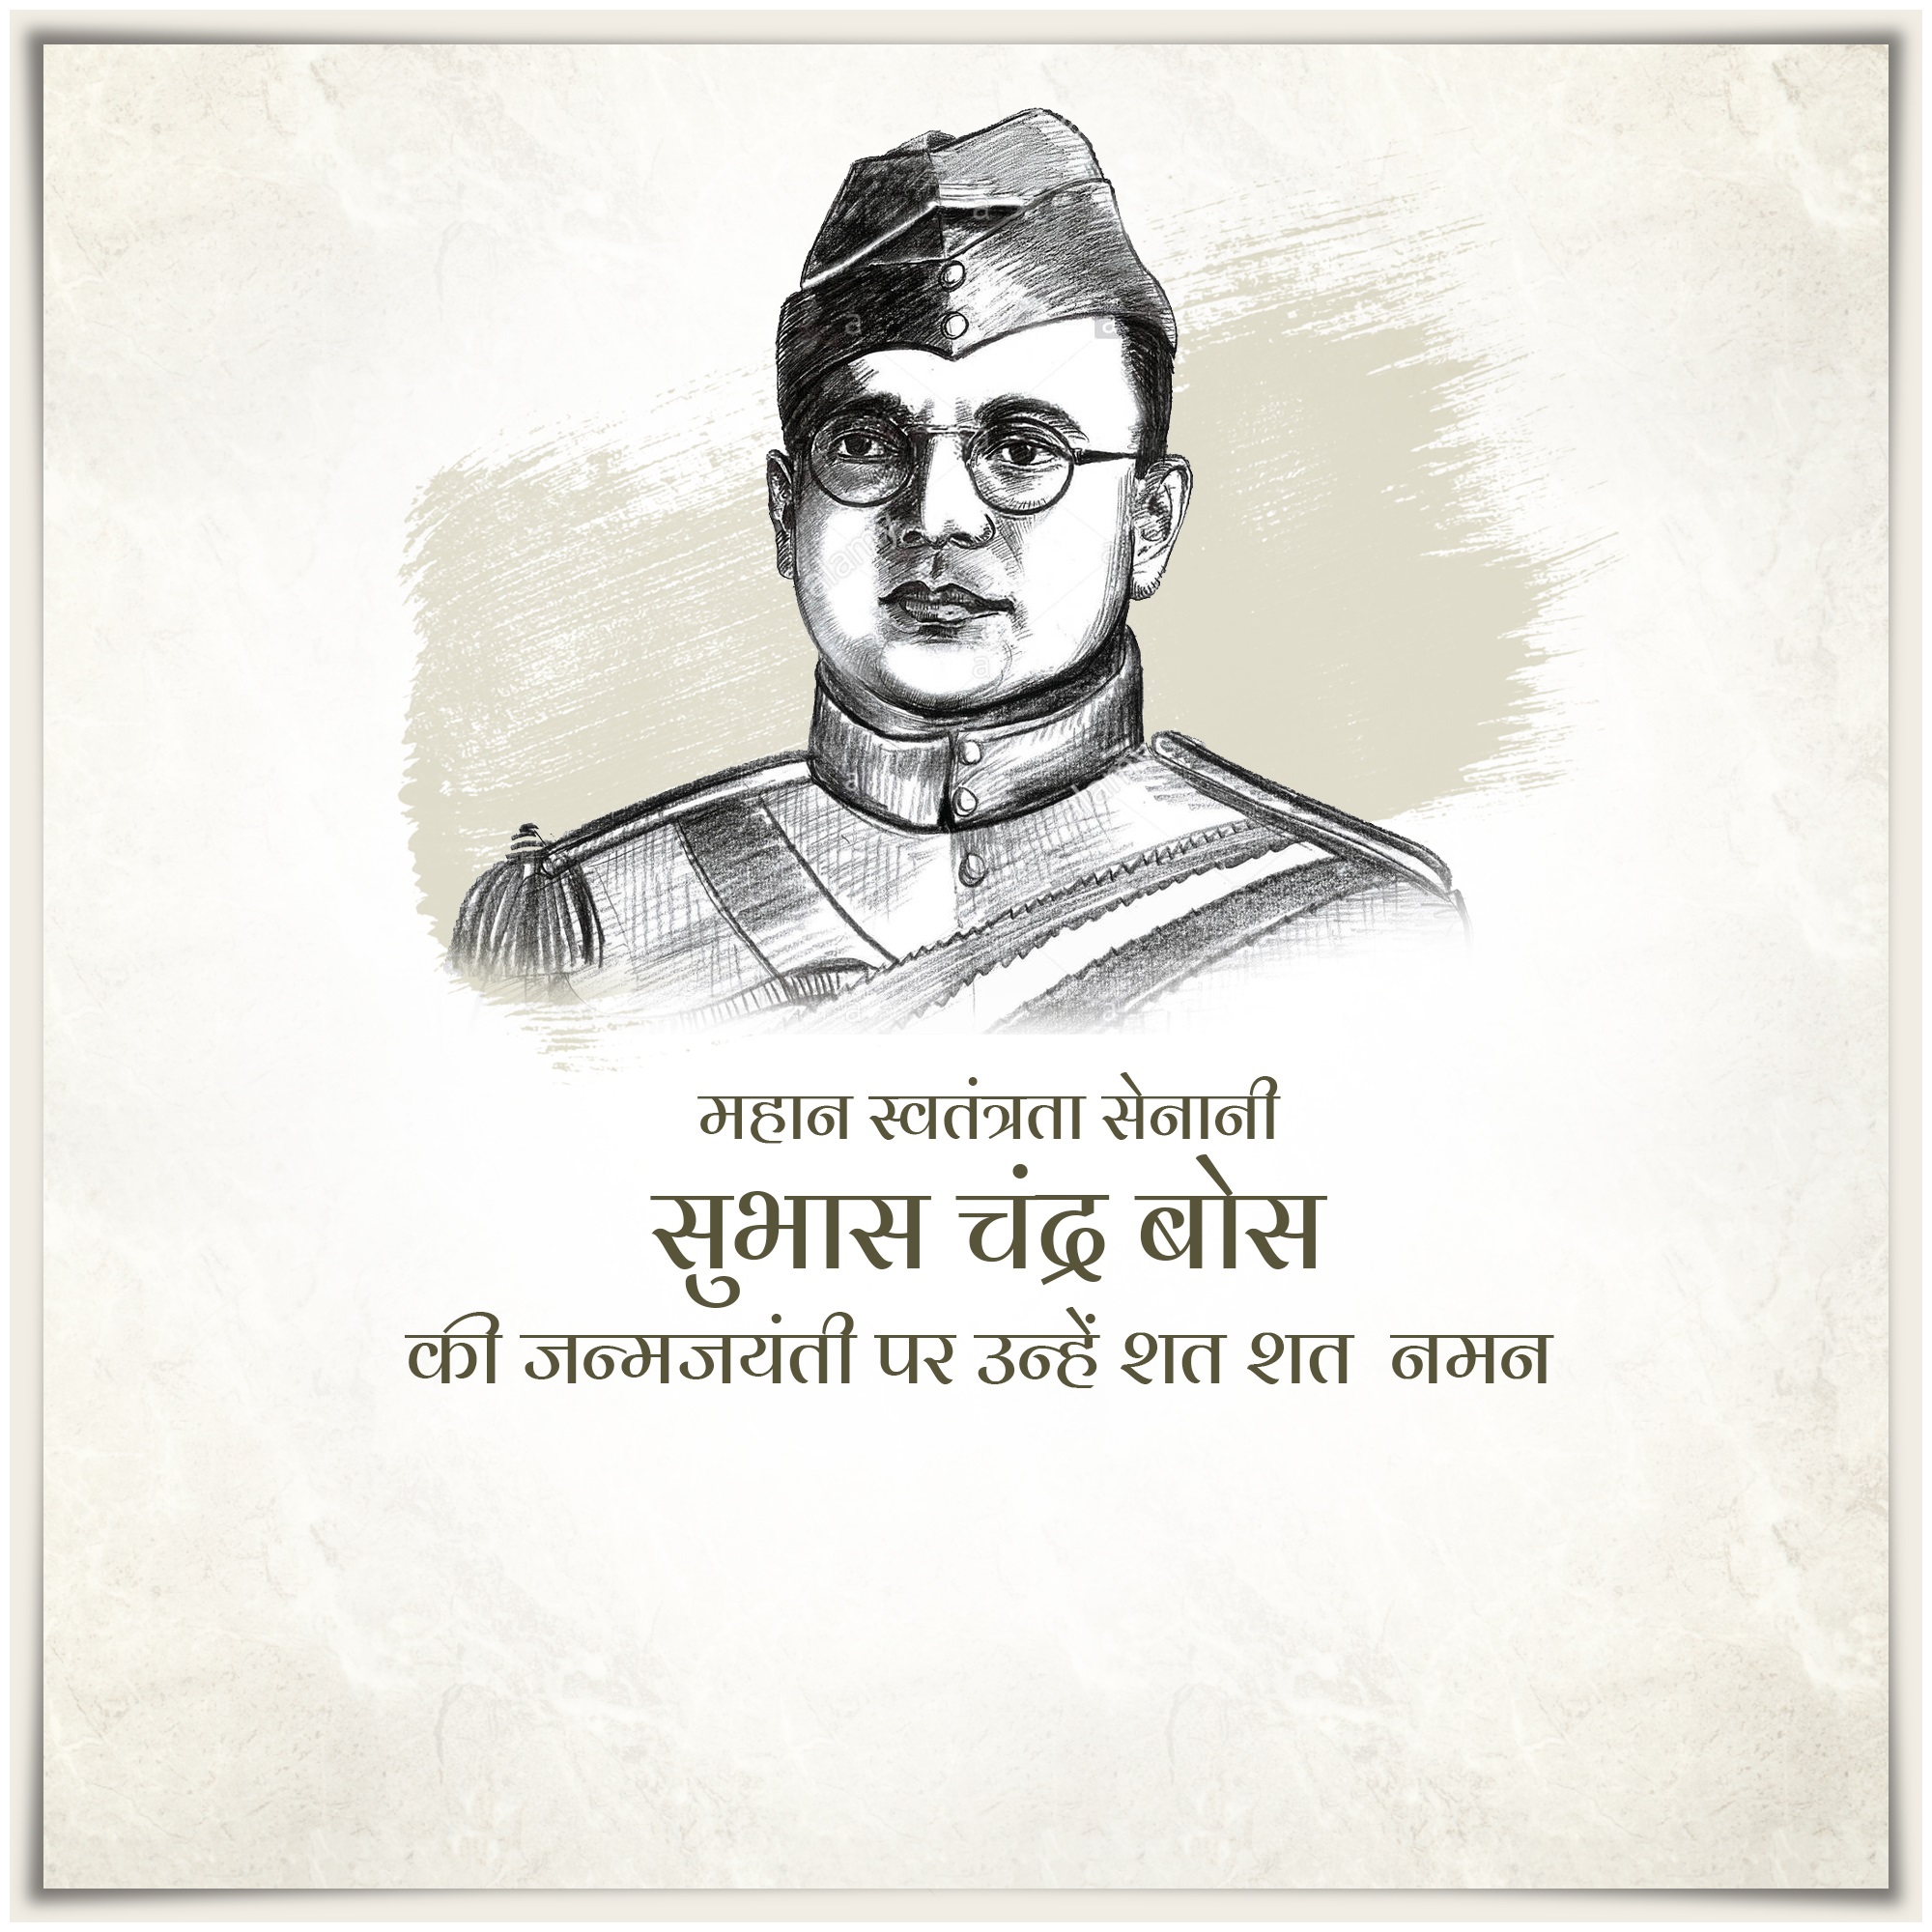 महान स्वतंत्रता सेनानी
सुभास चंद्र बोस
की जन्मजयंती पर उन्हें शत शत नमन